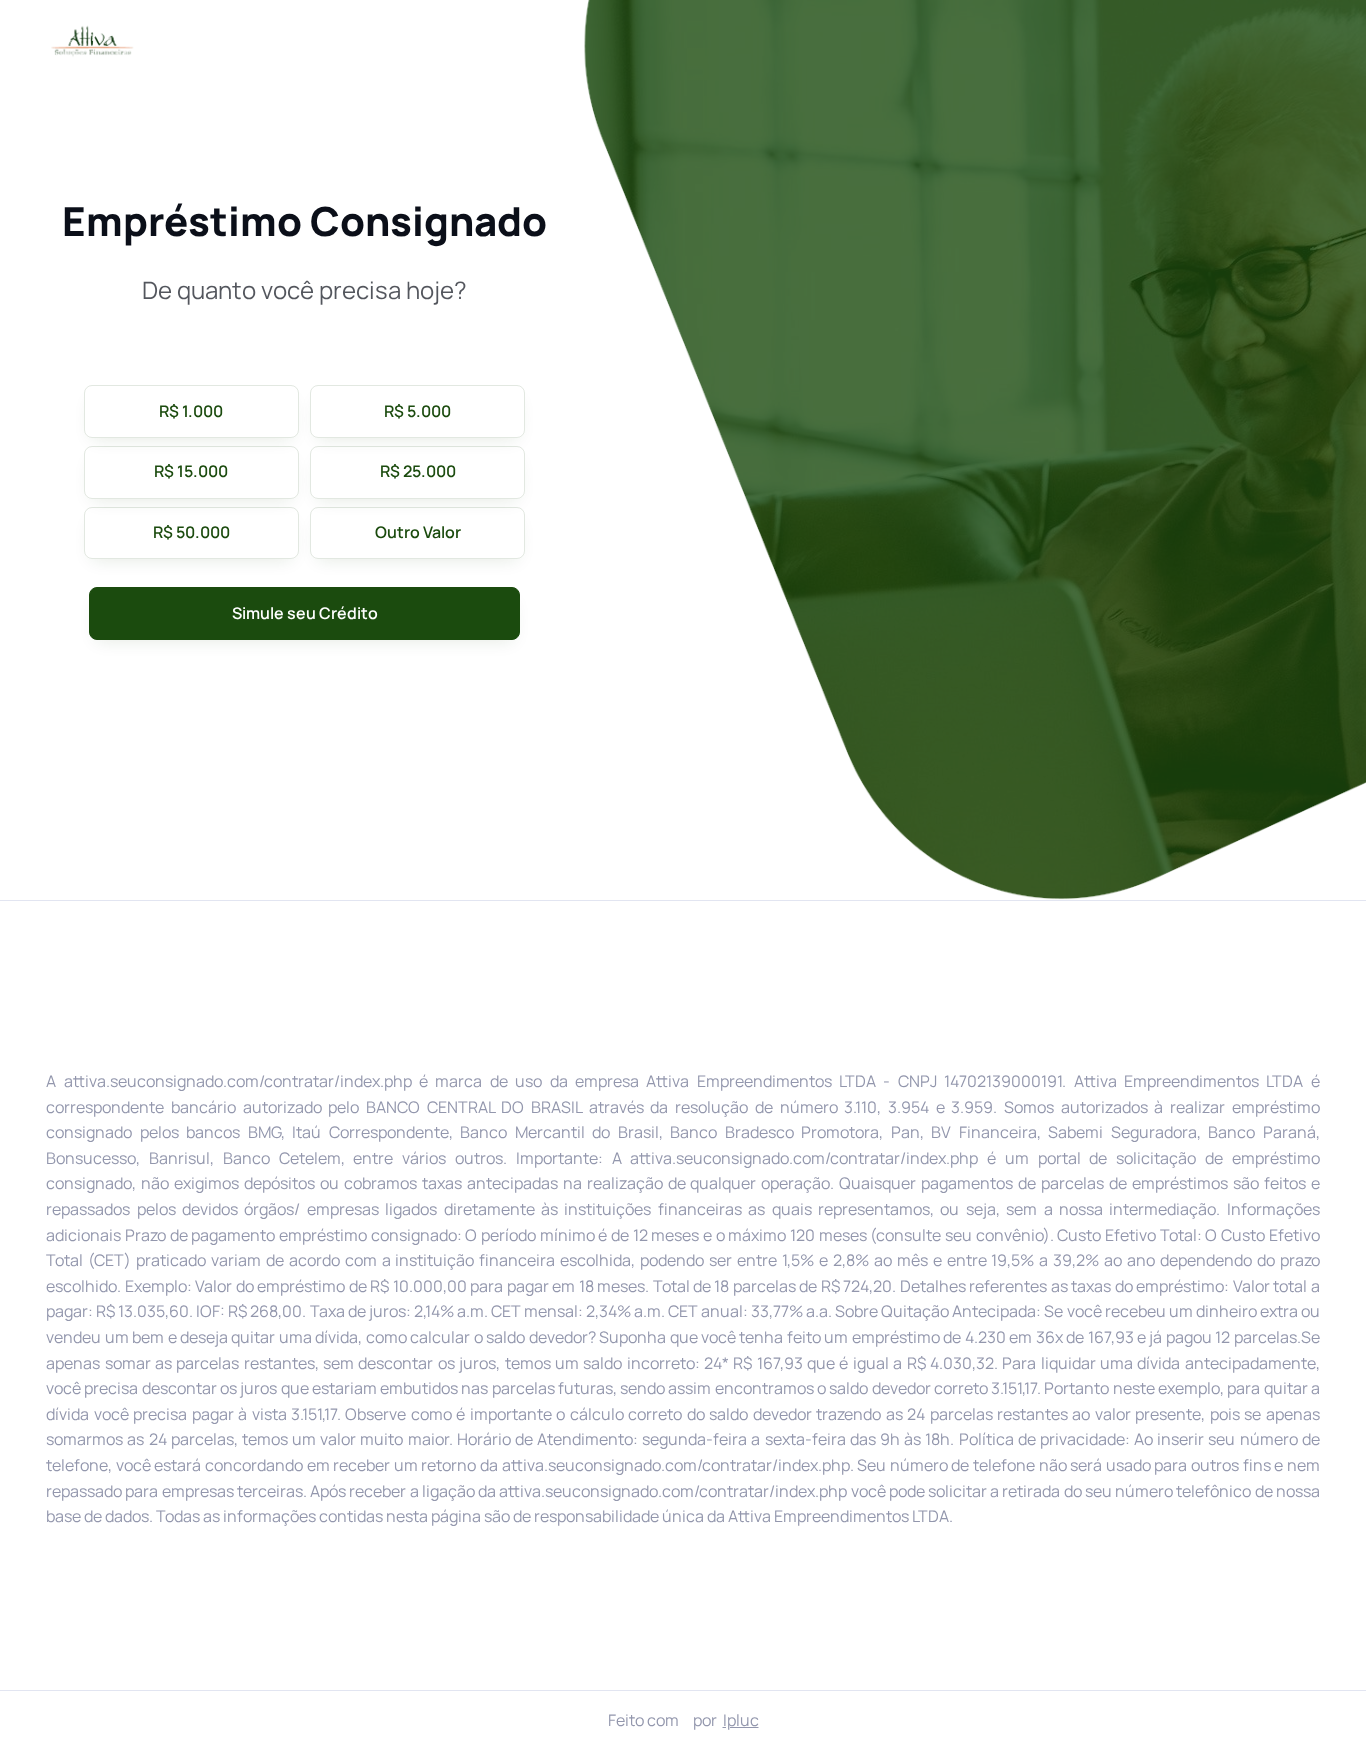 Attiva
Soluções Financeiras
Empréstimo Consignado
De quanto você precisa hoje?
R$ 1.000
R$ 5.000
R$ 15.000
R$ 25.000
R$ 50.000
Outro Valor
Simule seu Crédito
A attiva.seuconsignado.com/contratar/index.php é marca de uso da empresa Attiva Empreendimentos LTDA - CNPJ 14702139000191. Attiva Empreendimentos LTDA é
correspondente bancário autorizado pelo BANCO CENTRAL DO BRASIL através da resolução de número 3.110, 3.954 e 3.959. Somos autorizados à realizar empréstimo
consignado pelos bancos BMG, Itaú Correspondente, Banco Mercantil do Brasil, Banco Bradesco Promotora, Pan, BV Financeira, Sabemi Seguradora, Banco Paraná,
Bonsucesso, Banrisul, Banco Cetelem, entre vários outros. Importante: A attiva.seuconsignado.com/contratar/index.php é um portal de solicitação de empréstimo
consignado, não exigimos depósitos ou cobramos taxas antecipadas na realização de qualquer operação. Quaisquer pagamentos de parcelas de empréstimos são feitos e
repassados pelos devidos órgãos/ empresas ligados diretamente às instituições financeiras as quais representamos, ou seja, sem a nossa intermediação. Informações
adicionais Prazo de pagamento empréstimo consignado: O período mínimo é de 12 meses e o máximo 120 meses (consulte seu convênio). Custo Efetivo Total: O Custo Efetivo
Total (CET) praticado variam de acordo com a instituição financeira escolhida, podendo ser entre 1,5% e 2,8% ao mês e entre 19,5% a 39,2% ao ano dependendo do prazo
escolhido. Exemplo: Valor do empréstimo de R$ 10.000,00 para pagar em 18 meses. Total de 18 parcelas de R$ 724,20. Detalhes referentes as taxas do empréstimo: Valor total a
pagar: R$ 13.035,60. IOF: R$ 268,00. Taxa de juros: 2,14% a.m. CET mensal: 2,34% a.m. CET anual: 33,77% a.a. Sobre Quitação Antecipada: Se você recebeu um dinheiro extra ou
vendeu um bem e deseja quitar uma dívida, como calcular o saldo devedor? Suponha que você tenha feito um empréstimo de 4.230 em 36x de 167,93 e já pagou 12 parcelas.Se
apenas somar as parcelas restantes, sem descontar os juros, temos um saldo incorreto: 24* R$ 167,93 que é igual a R$ 4.030,32. Para liquidar uma dívida antecipadamente,
você precisa descontar os juros que estariam embutidos nas parcelas futuras, sendo assim encontramos o saldo devedor correto 3.151,17. Portanto neste exemplo, para quitar a
dívida você precisa pagar à vista 3.151,17. Observe como é importante o cálculo correto do saldo devedor trazendo as 24 parcelas restantes ao valor presente, pois se apenas
somarmos as 24 parcelas, temos um valor muito maior. Horário de Atendimento: segunda-feira a sexta-feira das 9h às 18h. Política de privacidade: Ao inserir seu número de
telefone, você estará concordando em receber um retorno da attiva.seuconsignado.com/contratar/index.php. Seu número de telefone não será usado para outros fins e nem
repassado para empresas terceiras. Após receber a ligação da attiva.seuconsignado.com/contratar/index.php você pode solicitar a retirada do seu número telefônico de nossa
base de dados. Todas as informações contidas nesta página são de responsabilidade única da Attiva Empreendimentos LTDA.
Feito com por Ipluc